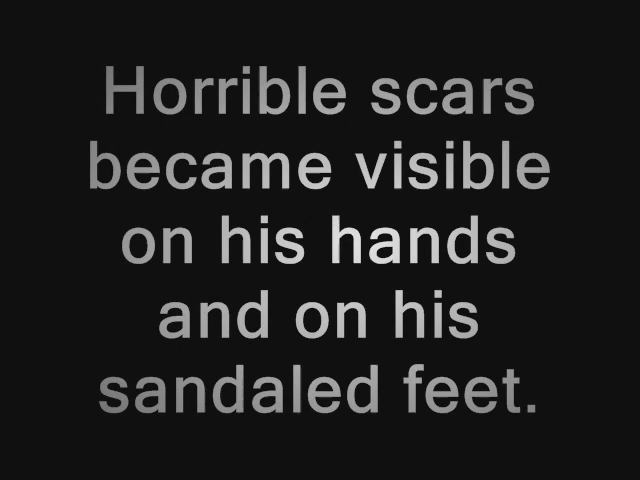 Horrible scars
became visible
on his hands
and on his
sandaled feet.